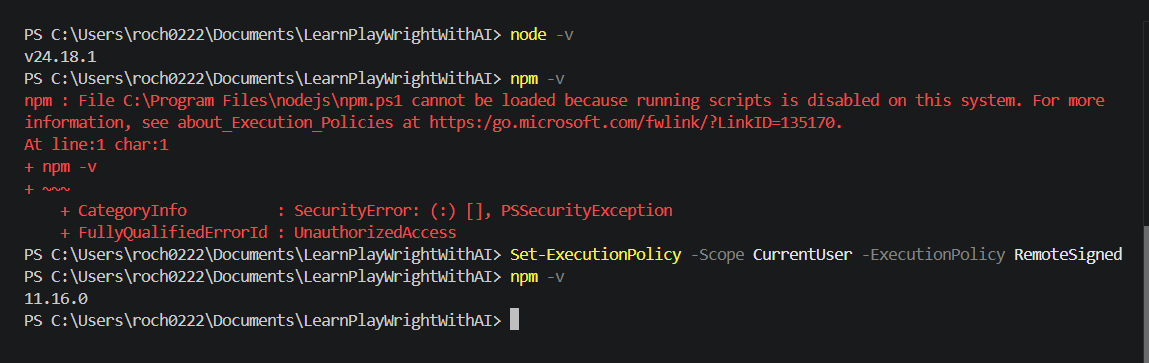 PS C:\Users\roch0222\Documents\LearnPlayWrightWithAI> node -v
v24.18.1
PS C:\Users\roch0222\Documents\LearnPlayWrightWithAI> npm -v
npm : File C:\Program Files\nodejs\npm.ps1 cannot be loaded because running scripts is disabled on this system. For more
information, see about_Execution_Policies at https:/go.microsoft.com/fwlink/?LinkID=135170.
At line:1 char:1
+ npm -v
+ ~~~
    + CategoryInfo          : SecurityError: (:) [], PSSecurityException
    + FullyQualifiedErrorId : UnauthorizedAccess
PS C:\Users\roch0222\Documents\LearnPlayWrightWithAI> Set-ExecutionPolicy -Scope CurrentUser -ExecutionPolicy RemoteSigned
PS C:\Users\roch0222\Documents\LearnPlayWrightWithAI> npm -v
11.16.0
PS C:\Users\roch0222\Documents\LearnPlayWrightWithAI>